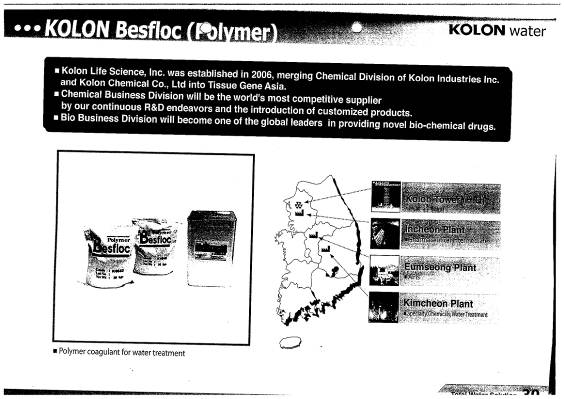 KOLON Besfloc (Polymer)
KOLON water
▪ Kolon Life Science, Inc. was established in 2006, merging Chemical Division of Kolon Industries Inc.
and Kolon Chemical Co., Ltd into Tissue Gene Asia.
▪ Chemical Business Division will be the world's most competitive supplier
by our continuous R&D endeavors and the introduction of customized products.
▪ Bio Business Division will become one of the global leaders in providing novel bio-chemical drugs.
Polymer
Besfloc
Polymer
Besfloc
Kolon Tower
Incheon Plant
Eumseong Plant
Kimcheon Plant
Specialty Chemicals, Water Treatment
▪ Polymer coagulant for water treatment
Total Water Solution 30